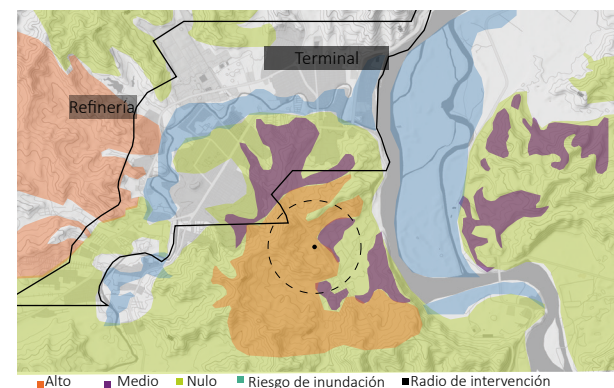 Terminal
Refinería
Alto Medio Nulo Riesgo de inundación Radio de intervención